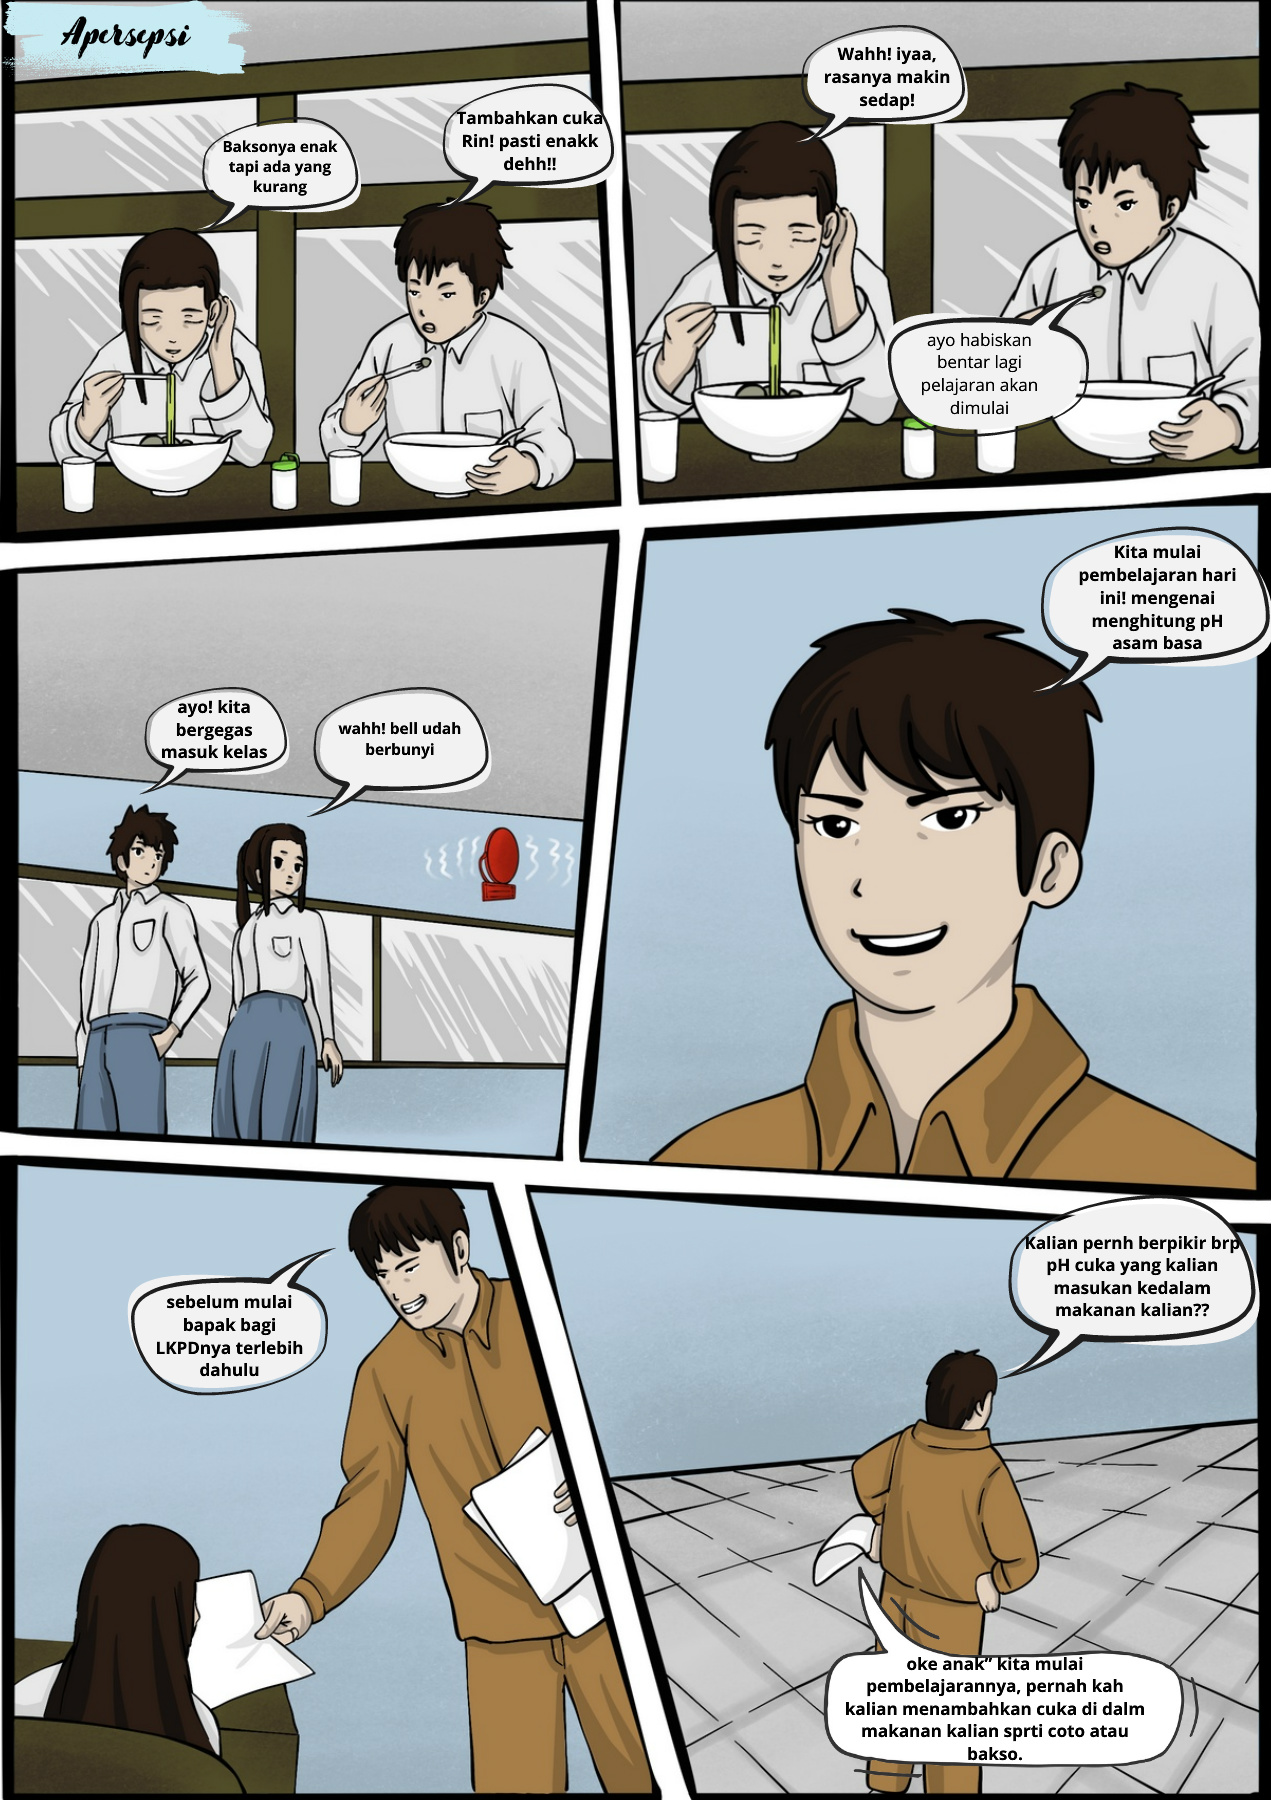 Apersepsi
Baksonya enak
tapi ada yang
kurang
Tambahkan cuka
Rin! pasti enakk
dehh!!
Wahh! iyaa,
rasanya makin
sedap!
ayo habiskan
bentar lagi
pelajaran akan
dimulai
ayo! kita
bergegas
masuk kelas
wahh! bell udah
berbunyi
Kita mulai
pembelajaran hari
ini! mengenai
menghitung pH
asam basa
sebelum mulai
bapak bagi
LKPDnya terlebih
dahulu
Kalian pernh berpikir brp
pH cuka yang kalian
masukan kedalam
makanan kalian??
oke anak” kita mulai
pembelajarannya, pernah kah
kalian menambahkan cuka di dalm
makanan kalian sprti coto atau
bakso.